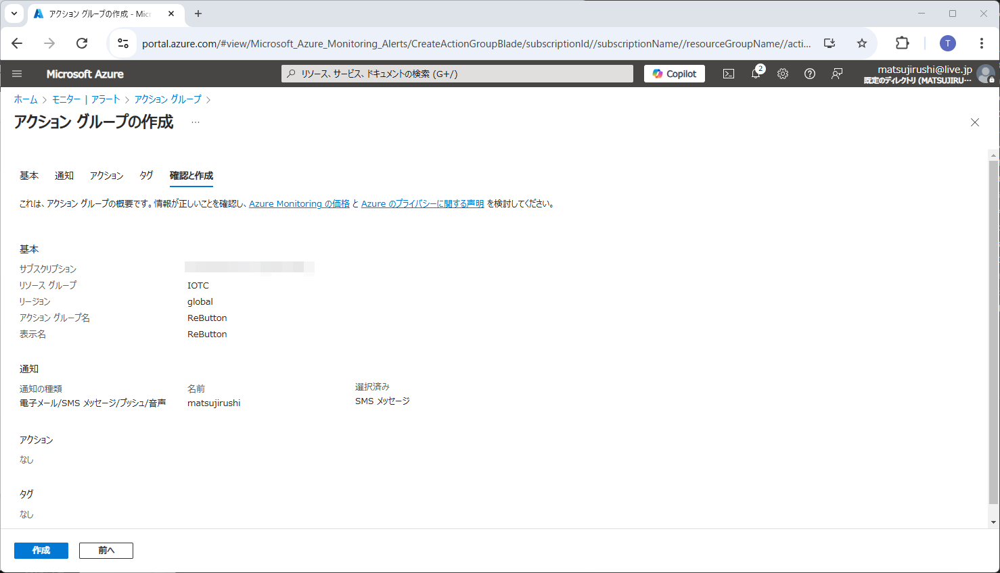 アクション グループの作成 - Mic
portal.azure.com/#view/Microsoft_Azure_Monitoring_Alerts/CreateActionGroupBlade/subscriptionId//subscriptionName//resourceGroupName//acti...
T
Microsoft Azure
リソース、サービス、ドキュメントの検索 (G+/)
Copilot
2
matsujirushi@live.jp
既定のディレクトリ (MATSUJIRU...
ホーム > モニター | アラート > アクション グループ >
アクション グループの作成 ...
基本 通知 アクション タグ 確認と作成
これは、アクション グループの概要です。情報が正しいことを確認し、Azure Monitoring の価格 と Azure のプライバシーに関する声明 を検討してください。
基本
サブスクリプション
リソース グループ IOTC
リージョン global
アクション グループ名 ReButton
表示名 ReButton
通知
通知の種類 名前 選択済み
電子メール/SMS メッセージ/プッシュ/音声 matsujirushi SMS メッセージ
アクション
なし
タグ
なし
作成 前へ